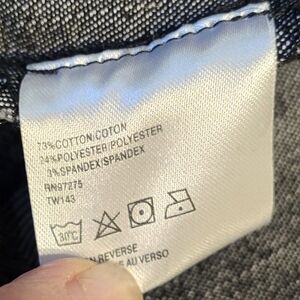 73%COTTON/COTON
24%POLYESTER/POLYESTER
3%SPANDEX/SPANDEX
RN97275
TW143
30°C
REVERSE
AU VERSO